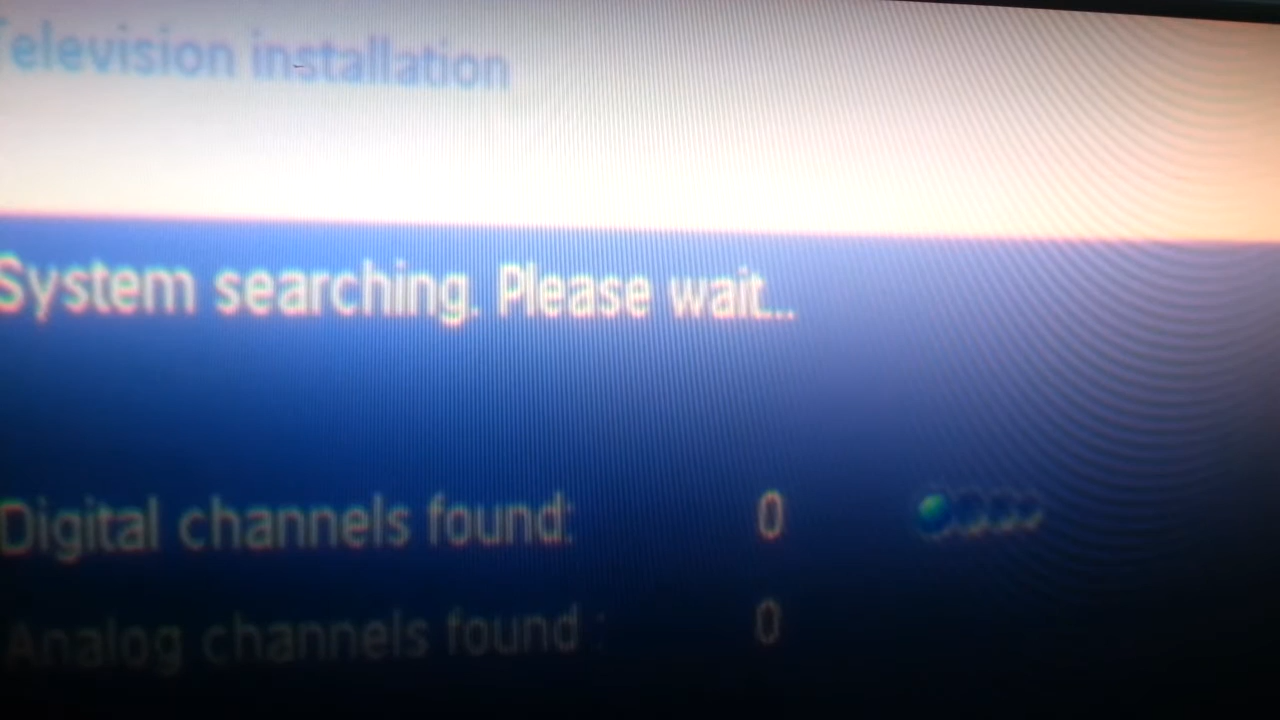 Television installation
System searching. Please wait...
Digital channels found: 0
Analog channels found : 0